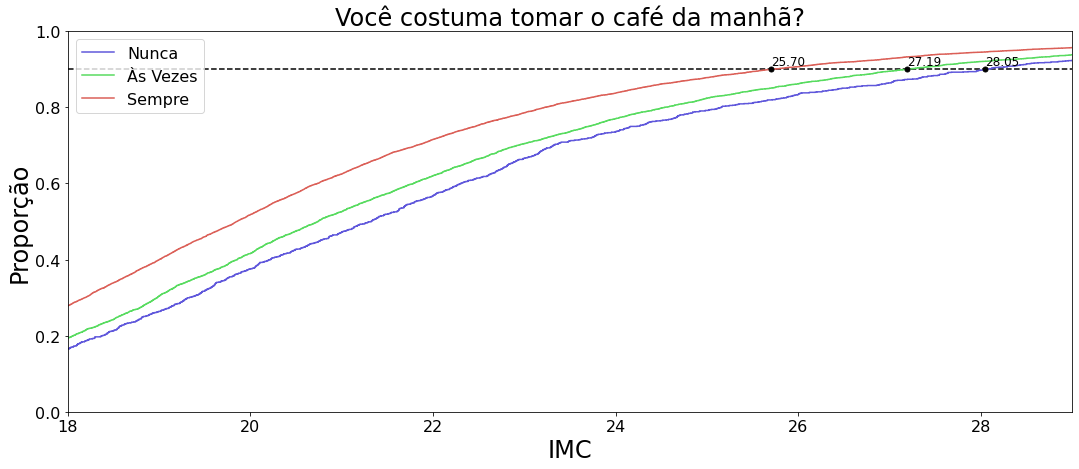 Você costuma tomar o café da manhã?
Nunca
Às Vezes
Sempre
25.70
27.19
28.05
1.0
0.8
0.6
0.4
0.2
0.0
Proporção
18
20
22
24
26
28
IMC